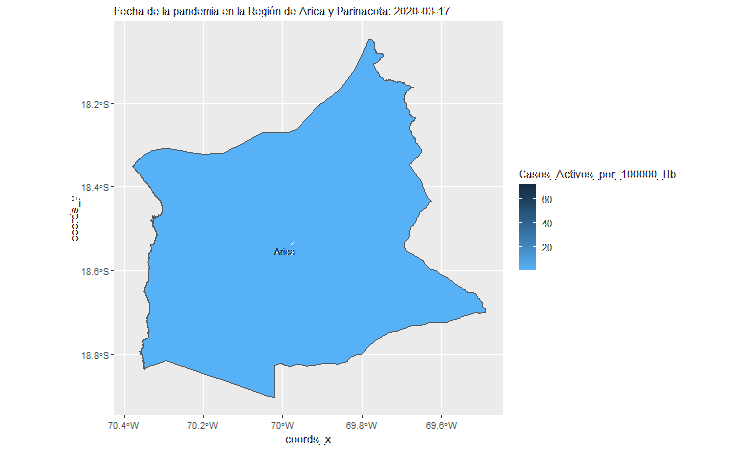 Fecha de la pandemia en la Región de Arica y Parinacota: 2020-03-17
18.2°S
18.4°S
18.6°S
18.8°S
coords_y
Arica
70.4°W
70.2°W
70°W
69.8°W
69.6°W
coords_x
Casos_Activos_por_100000_Hb
60
40
20